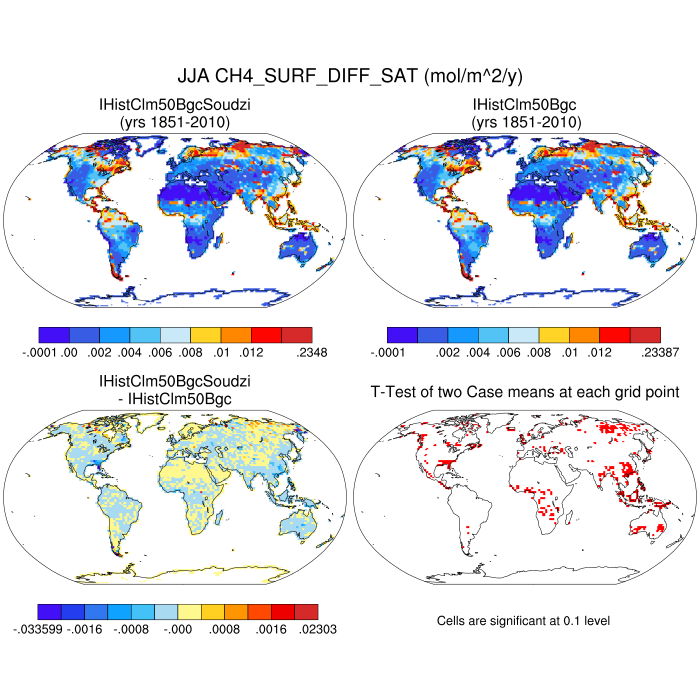 JJA CH4_SURF_DIFF_SAT (mol/m^2/y)
IHistClm50BgcSoudzi
(yrs 1851-2010)
IHistClm50Bgc
(yrs 1851-2010)
-.0001 .00 .002 .004 .006 .008 .01 .012 .2348
-.0001 .002 .004 .006 .008 .01 .012 .23387
IHistClm50BgcSoudzi
- IHistClm50Bgc
T-Test of two Case means at each grid point
-.033599 -.0016 -.0008 -.000 .0008 .0016 .02303
Cells are significant at 0.1 level